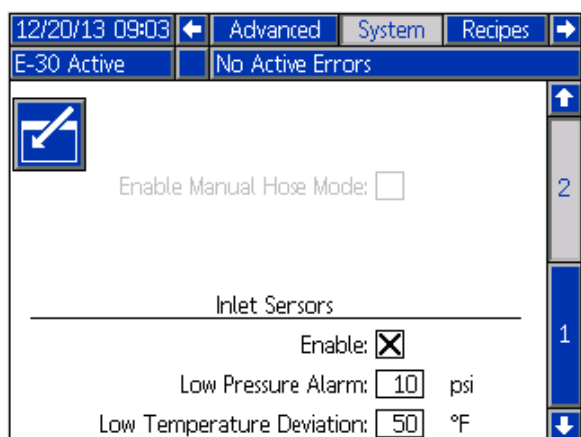 12/20/13 09:03 Advanced System Recipes
E-30 Active No Active Errors
Enable Manual Hose Mode:
2
Inlet Sersors
Enable:
1
Low Pressure Alarm: 10 psi
Low Temperature Deviation: 50 °F